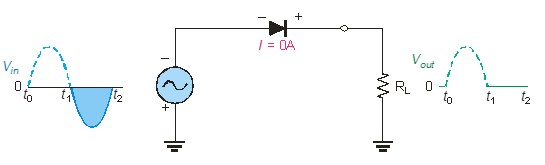 − +
I = 0A
Vin
0
t0 t1 t2
−
+
RL
Vout
0
t0 t1 t2